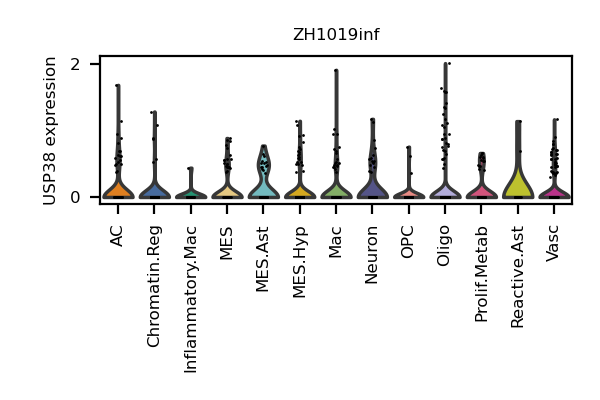 ZH1019inf
USP38 expression
2
0
AC
Chromatin.Reg
Inflammatory.Mac
MES
MES.Ast
MES.Hyp
Mac
Neuron
OPC
Oligo
Prolif.Metab
Reactive.Ast
Vasc